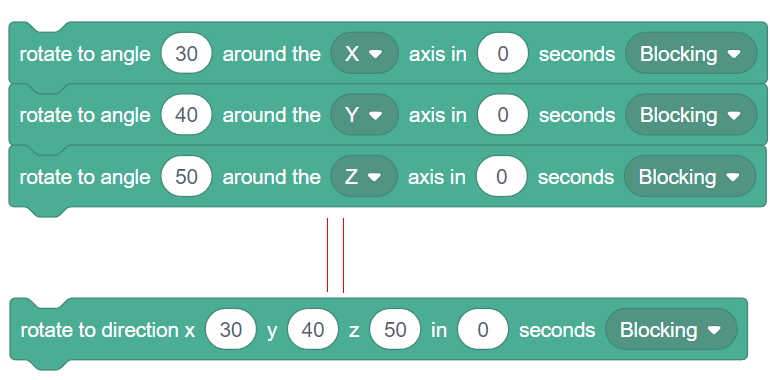 rotate to angle 30 around the X axis in 0 seconds Blocking
rotate to angle 40 around the Y axis in 0 seconds Blocking
rotate to angle 50 around the Z axis in 0 seconds Blocking
rotate to direction x 30 y 40 z 50 in 0 seconds Blocking